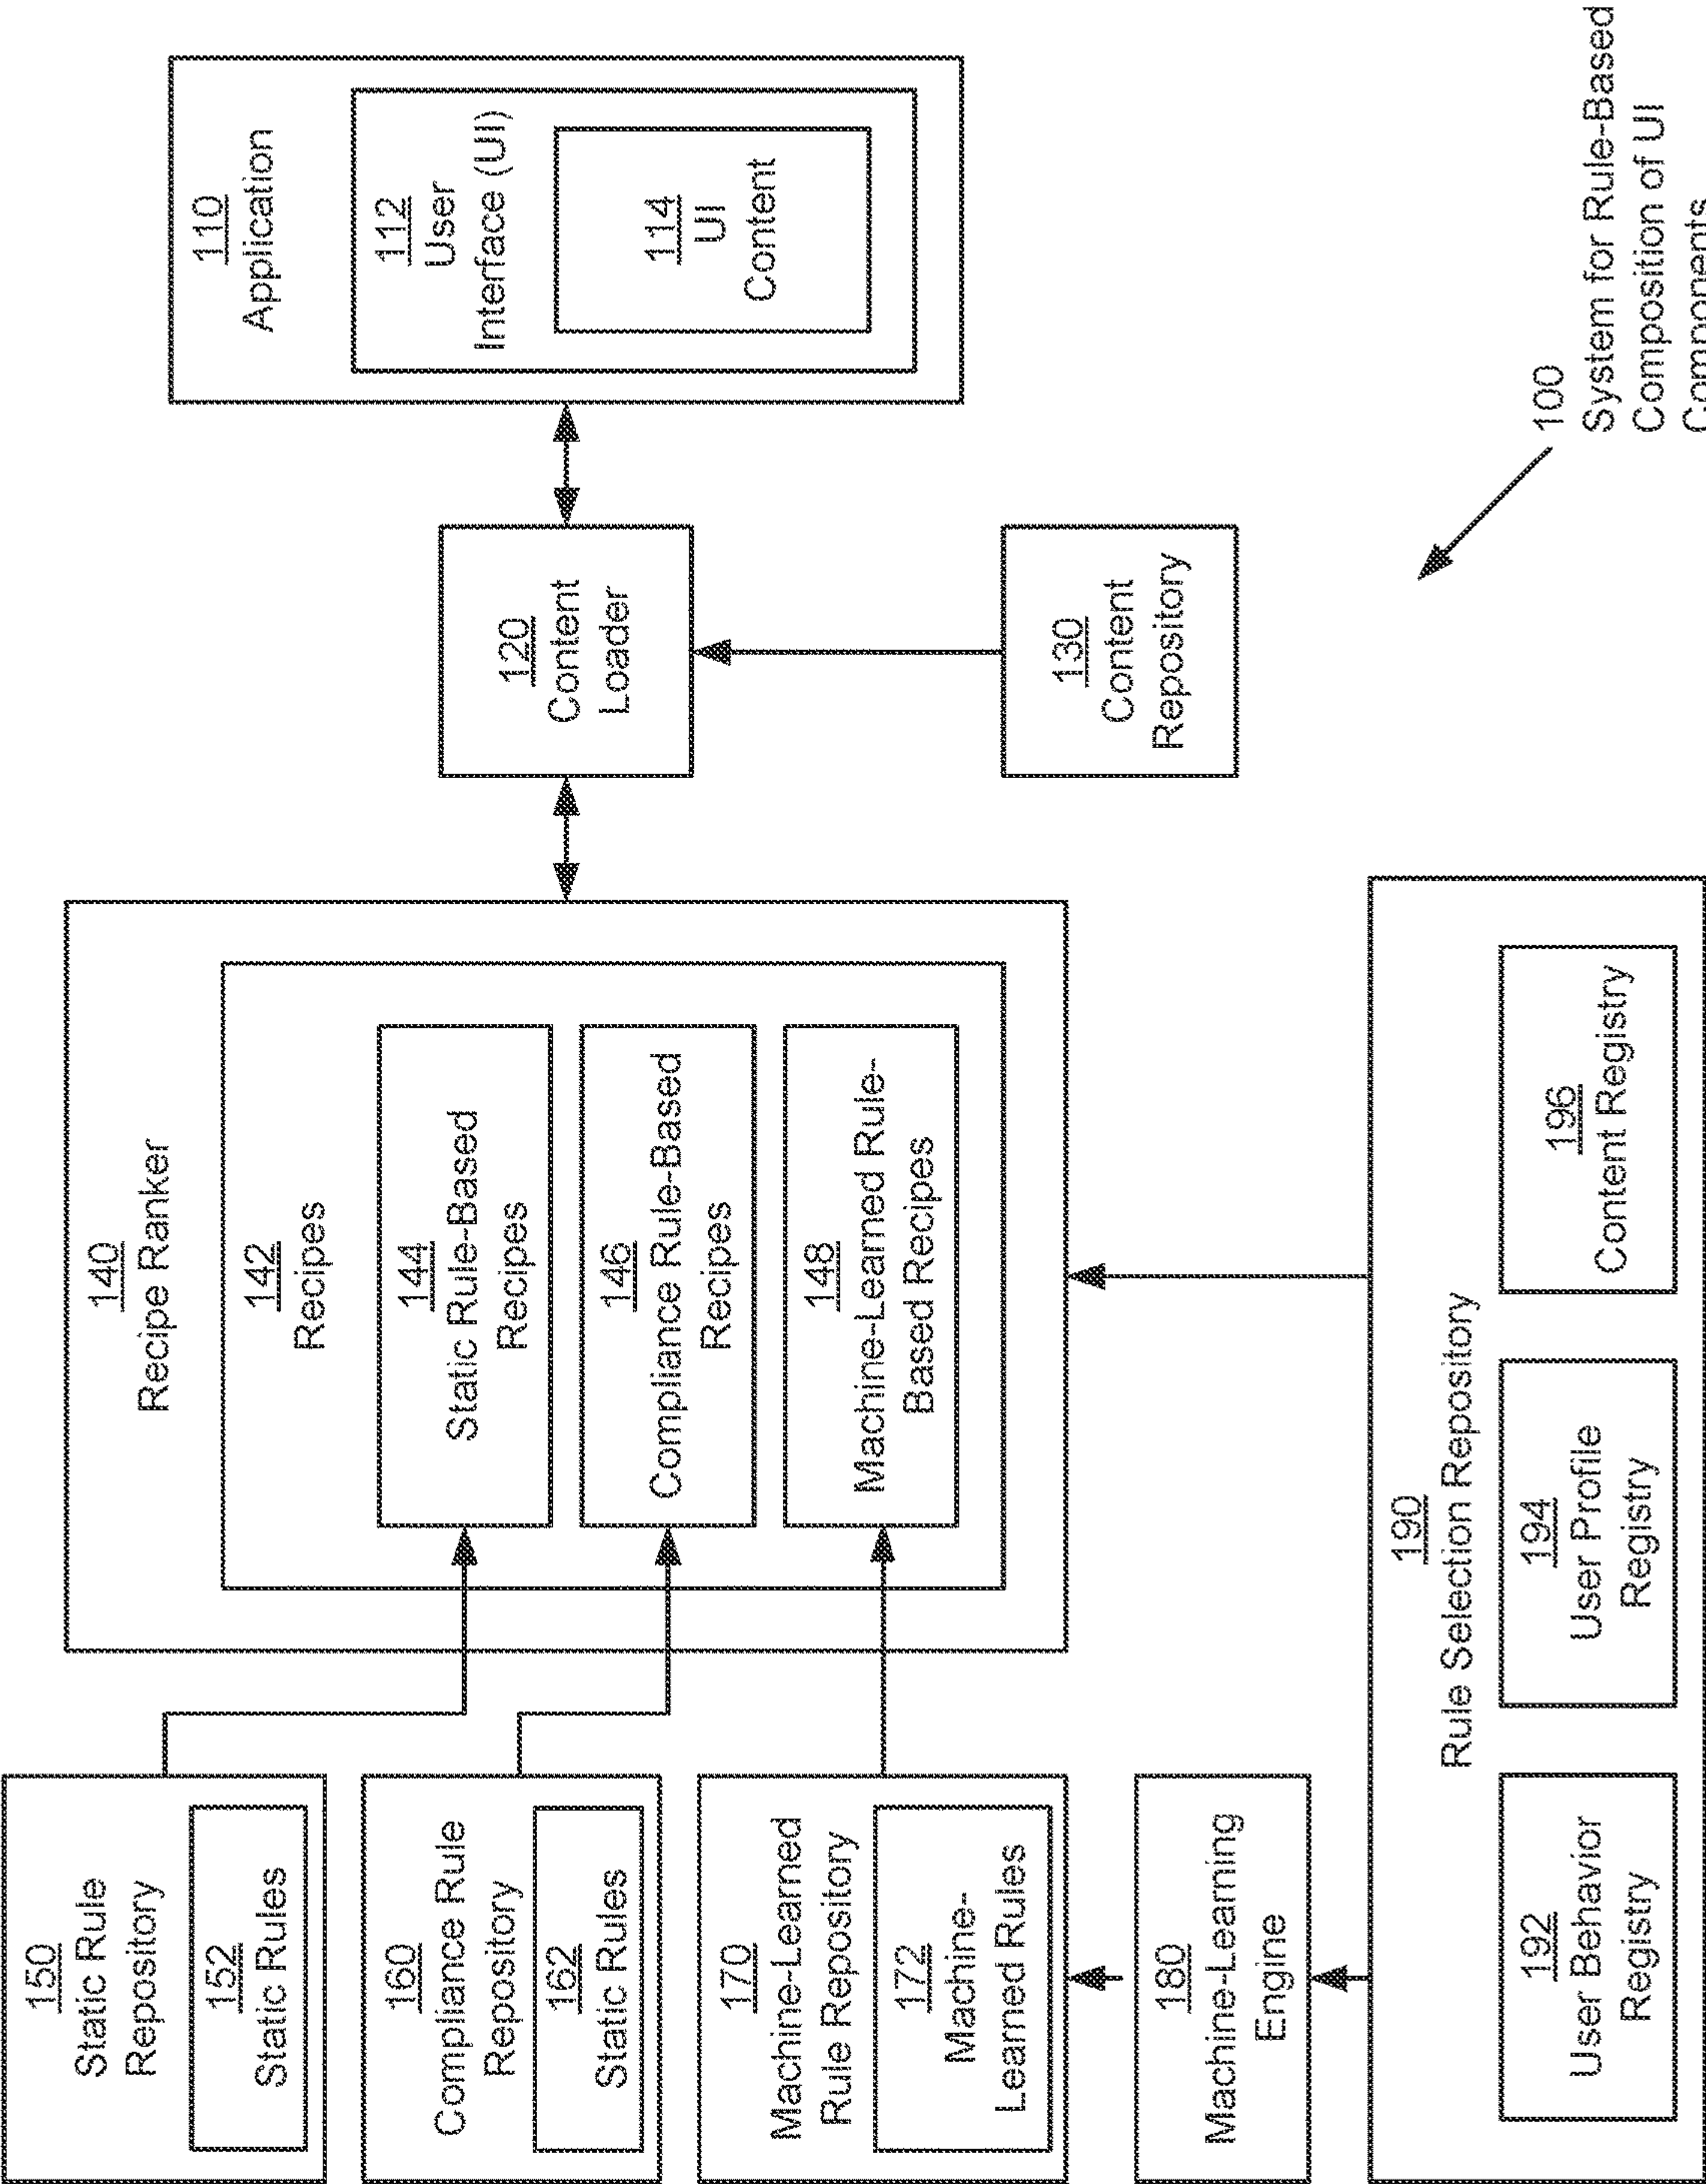 150
Static Rule
Repository
152
Static Rules
160
Compliance Rule
Repository
162
Static Rules
170
Machine-Learned
Rule Repository
172
Machine-
Learned Rules
180
Machine-Learning
Engine
140
Recipe Ranker
142
Recipes
144
Static Rule-Based
Recipes
146
Compliance Rule-Based
Recipes
148
Machine-Learned Rule-
Based Recipes
190
Rule Selection Repository
192
User Behavior
Registry
194
User Profile
Registry
196
Content Registry
120
Content
Loader
130
Content
Repository
110
Application
112
User
Interface (UI)
114
UI
Content
100
System for Rule-Based
Composition of UI
Components